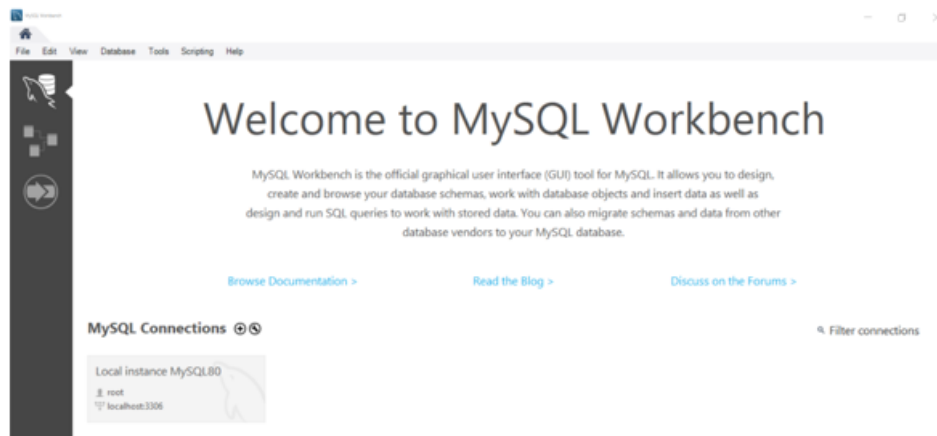 MySQL Workbench
File Edit View Database Tools Scripting Help
Welcome to MySQL Workbench
MySQL Workbench is the official graphical user interface (GUI) tool for MySQL. It allows you to design,
create and browse your database schemas, work with database objects and insert data as well as
design and run SQL queries to work with stored data. You can also migrate schemas and data from other
database vendors to your MySQL database.
Browse Documentation > Read the Blog > Discuss on the Forums >
MySQL Connections Filter connections
Local instance MySQL80
root
localhost:3306